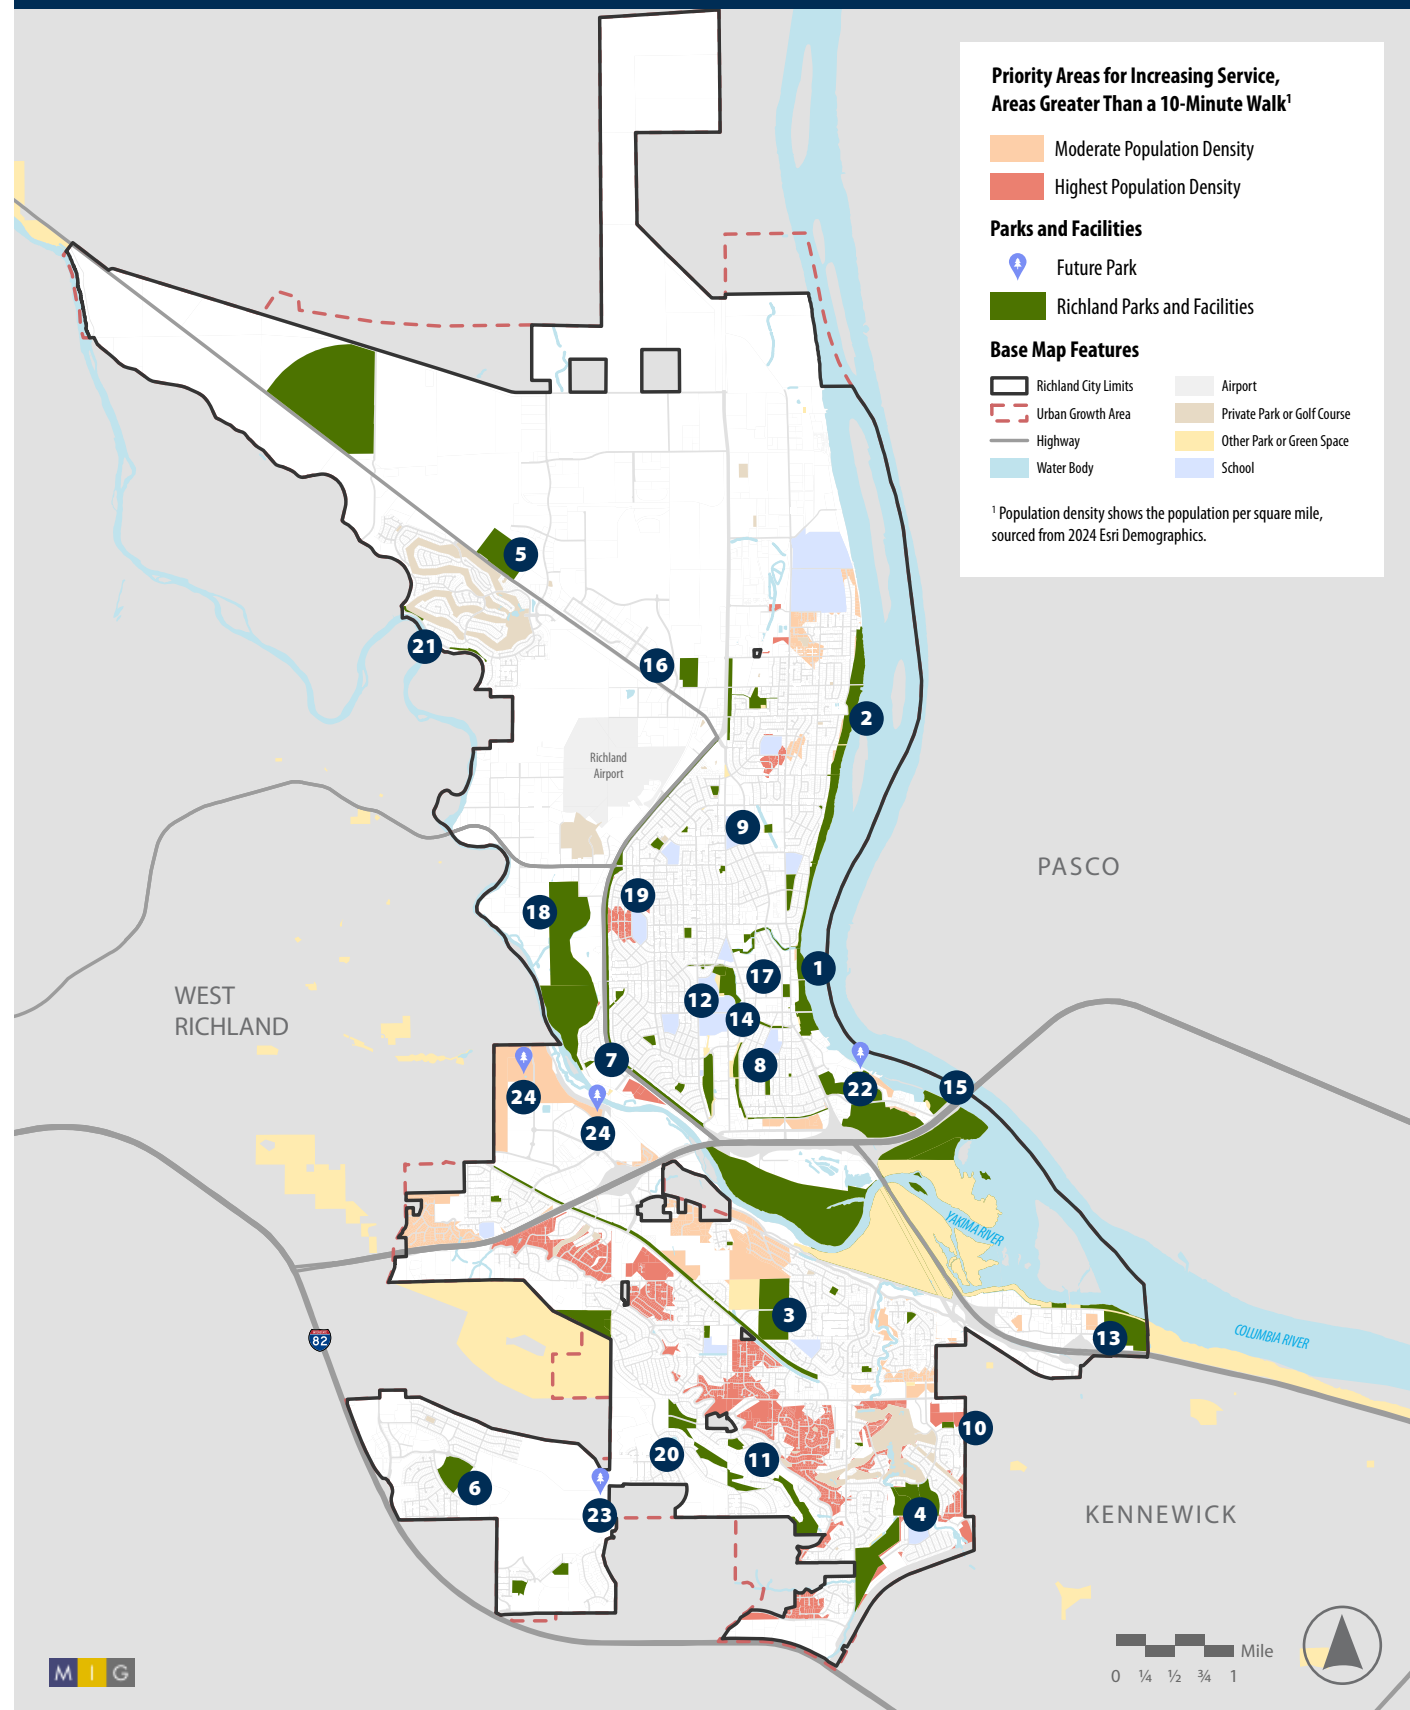 Priority Areas for Increasing Service,
Areas Greater Than a 10-Minute Walk¹
Moderate Population Density
Highest Population Density
Parks and Facilities
Future Park
Richland Parks and Facilities
Base Map Features
Richland City Limits
Urban Growth Area
Highway
Water Body
Airport
Private Park or Golf Course
Other Park or Green Space
School
¹ Population density shows the population per square mile,
sourced from 2024 Esri Demographics.
5
21
16
2
Richland
Airport
9
PASCO
19
18
1
17
WEST
RICHLAND
12
14
7
8
22
15
24
24
YAKIMA RIVER
3
13
COLUMBIA RIVER
82
10
20
11
6
23
4
KENNEWICK
Mile
0 ¼ ½ ¾ 1
M I G